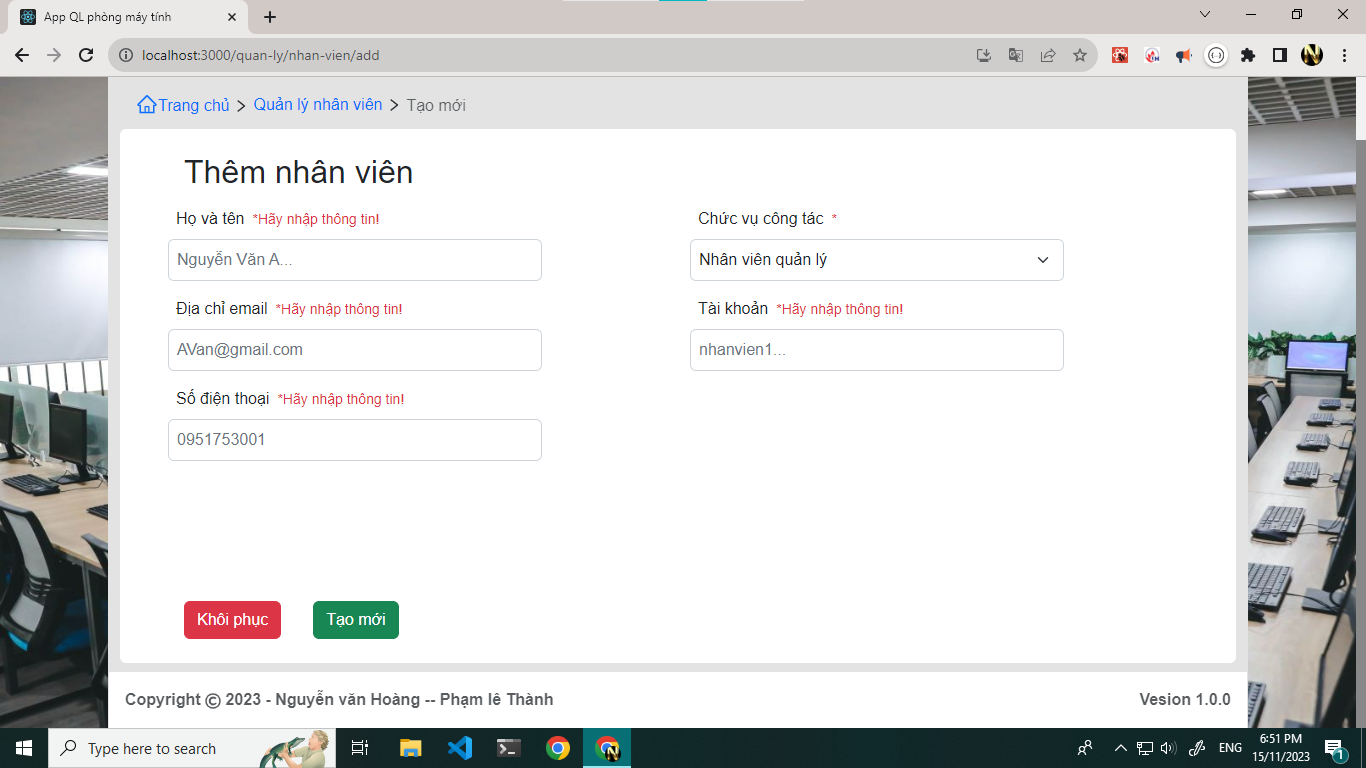 App QL phòng máy tính
localhost:3000/quan-ly/nhan-vien/add
Trang chủ > Quản lý nhân viên > Tạo mới
Thêm nhân viên
Họ và tên *Hãy nhập thông tin!
Chức vụ công tác *
Nguyễn Văn A...
Nhân viên quản lý
Địa chỉ email *Hãy nhập thông tin!
Tài khoản *Hãy nhập thông tin!
AVan@gmail.com
nhanvien1...
Số điện thoại *Hãy nhập thông tin!
0951753001
Khôi phục
Tạo mới
Copyright © 2023 - Nguyễn văn Hoàng -- Phạm lê Thành
Vesion 1.0.0
Type here to search
ENG
6:51 PM
15/11/2023
1